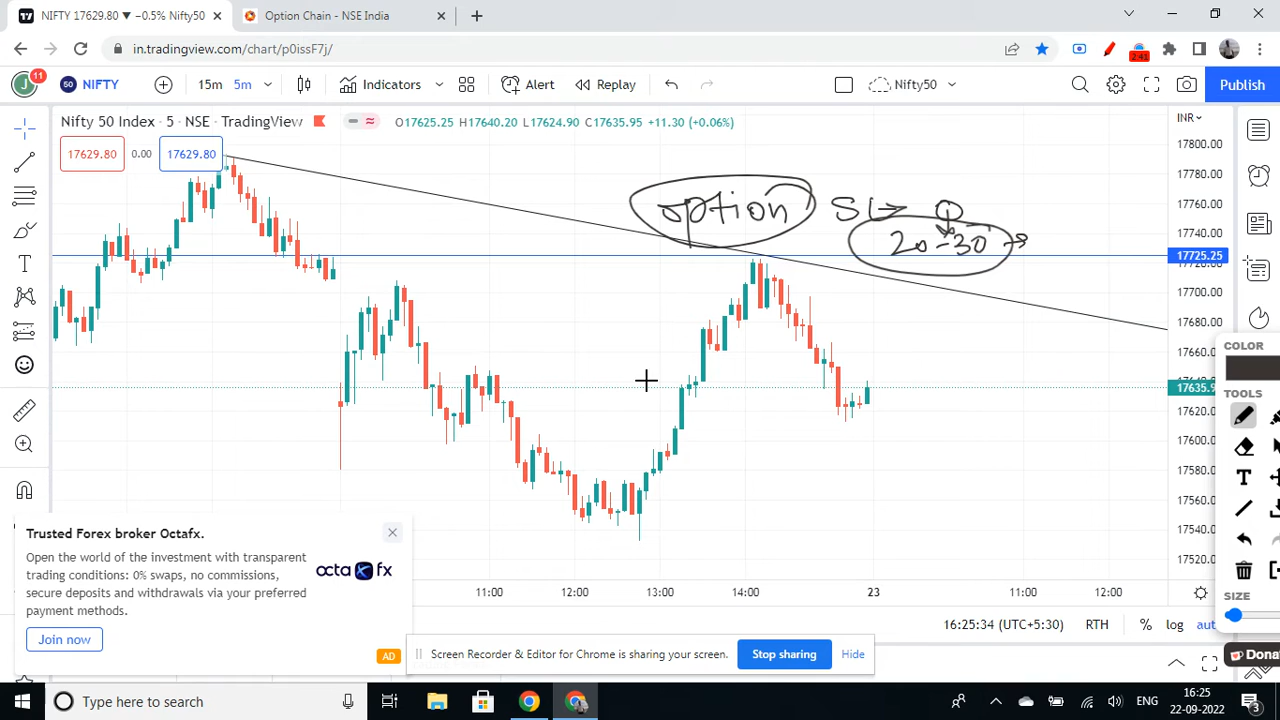 NIFTY 17629.80 ▼ −0.5% Nifty50
Option Chain - NSE India
in.tradingview.com/chart/p0issF7j/
2:41
J 11
50 NIFTY
15m 5m
Indicators
Alert
Replay
Nifty50
Publish
Nifty 50 Index · 5 · NSE · TradingView
O17625.25 H17640.20 L17624.90 C17635.95 +11.30 (+0.06%)
INR
17629.80 0.00 17629.80
17800.00
17780.00
17760.00
option SL
20-30
17740.00
17725.25
17700.00
17680.00
17660.00
17635.9
17620.00
17600.00
17580.00
17560.00
17540.00
17520.00
COLOR
TOOLS
T
SIZE
Dona
Trusted Forex broker Octafx.
Open the world of the investment with transparent
trading conditions: 0% swaps, no commissions,
secure deposits and withdrawals via your preferred
payment methods.
octa fx
Join now
AD
11:00 12:00 13:00 14:00 23 11:00 12:00
16:25:34 (UTC+5:30) RTH % log aut
Screen Recorder & Editor for Chrome is sharing your screen.
Stop sharing
Hide
Type here to search
ENG
16:25
22-09-2022
3